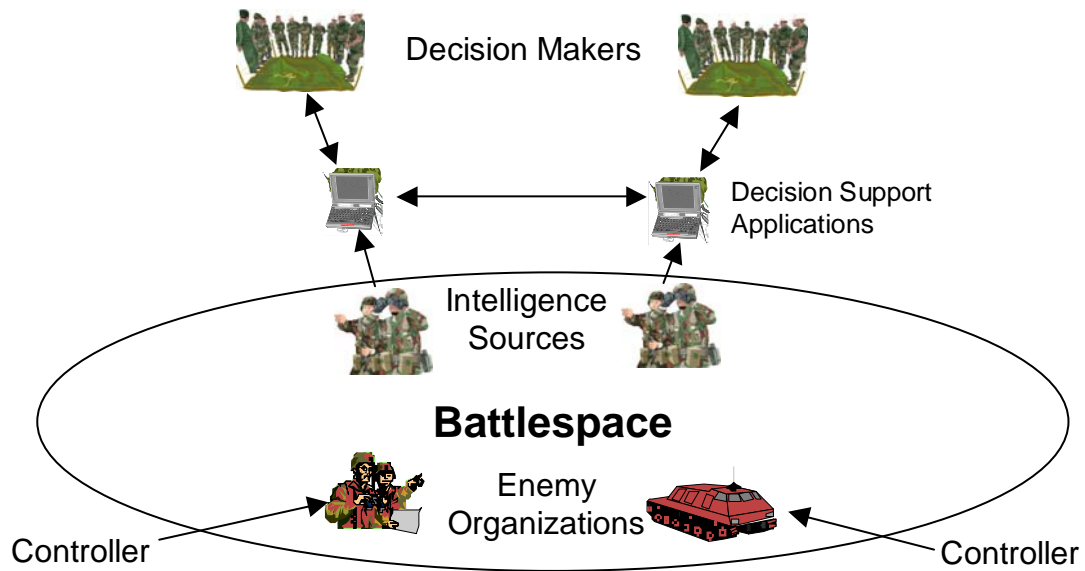 Decision Makers
Decision Support
Applications
Intelligence
Sources
Battlespace
Enemy
Organizations
Controller
Controller